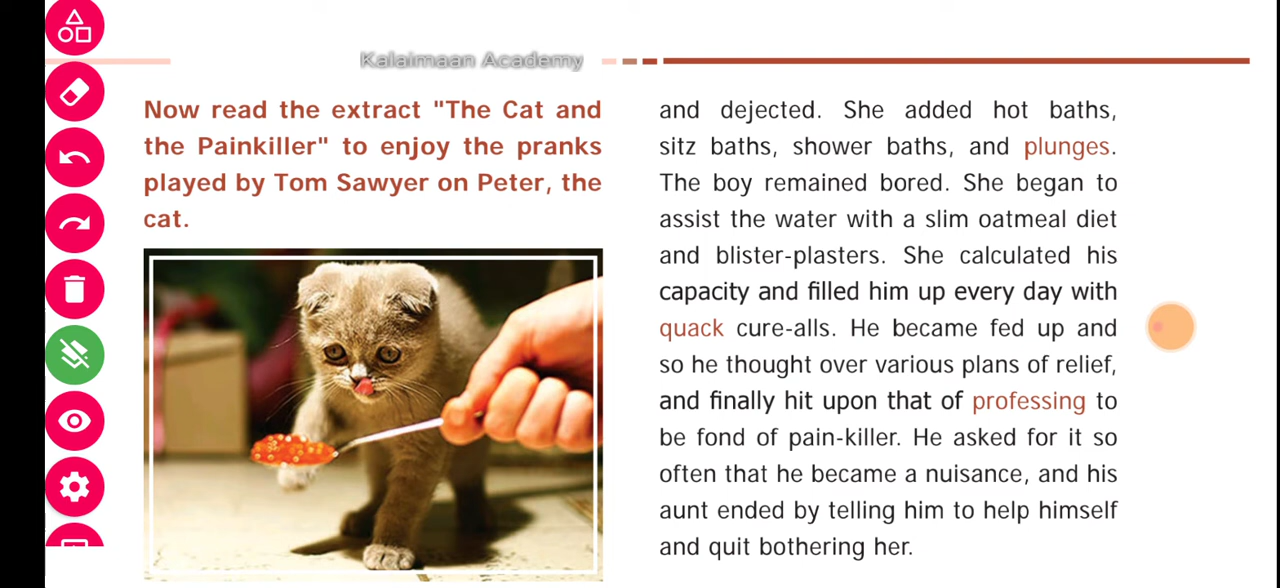 Kalaimaan Academy
Now read the extract "The Cat and
the Painkiller" to enjoy the pranks
played by Tom Sawyer on Peter, the
cat.
and dejected. She added hot baths,
sitz baths, shower baths, and plunges.
The boy remained bored. She began to
assist the water with a slim oatmeal diet
and blister-plasters. She calculated his
capacity and filled him up every day with
quack cure-alls. He became fed up and
so he thought over various plans of relief,
and finally hit upon that of professing to
be fond of pain-killer. He asked for it so
often that he became a nuisance, and his
aunt ended by telling him to help himself
and quit bothering her.